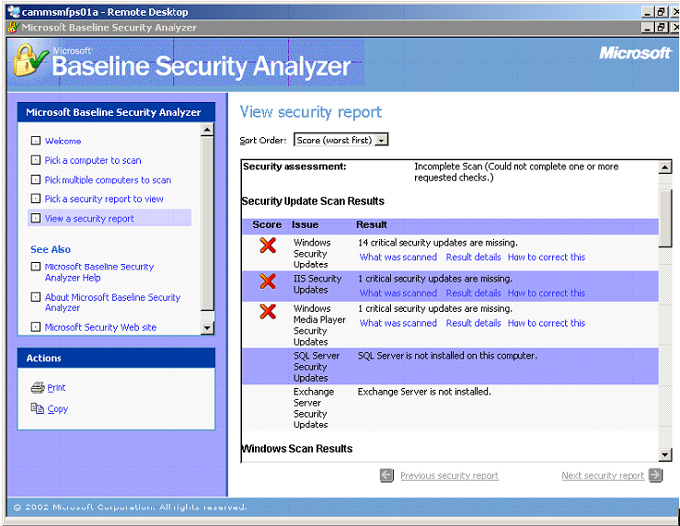 cammsmfps01a - Remote Desktop
Microsoft Baseline Security Analyzer
Microsoft
Baseline Security Analyzer
Microsoft
Microsoft Baseline Security Analyzer
Welcome
Pick a computer to scan
Pick multiple computers to scan
Pick a security report to view
View a security report
See Also
Microsoft Baseline Security
Analyzer Help
About Microsoft Baseline Security
Analyzer
Microsoft Security Web site
Actions
Print
Copy
View security report
Sort Order: Score (worst first)
Security assessment: Incomplete Scan (Could not complete one or more
requested checks.)
Security Update Scan Results
Score Issue Result
Windows
Security
Updates
14 critical security updates are missing.
What was scanned Result details How to correct this
IIS Security
Updates
1 critical security updates are missing.
What was scanned Result details How to correct this
Windows
Media Player
Security
Updates
1 critical security updates are missing.
What was scanned Result details How to correct this
SQL Server
Security
Updates
SQL Server is not installed on this computer.
Exchange
Server
Security
Updates
Exchange Server is not installed.
Windows Scan Results
Previous security report
Next security report
© 2002 Microsoft Corporation. All rights reserved.